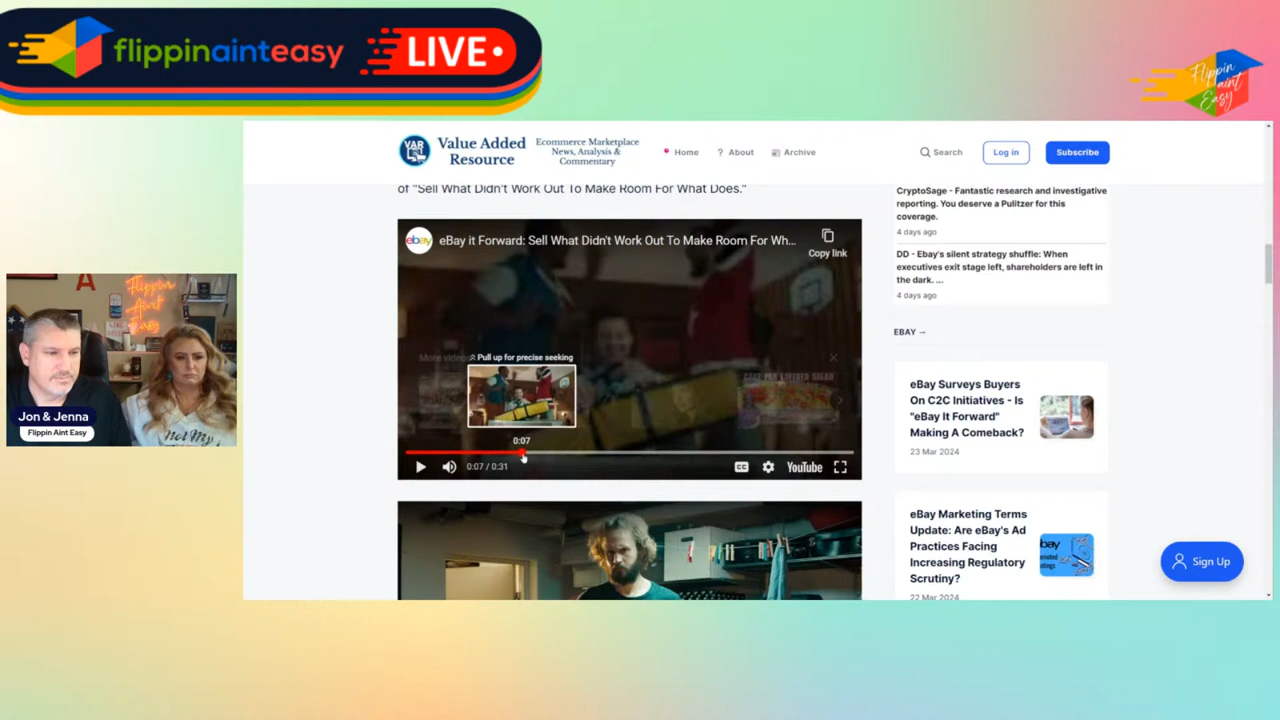 flippinainteasy LIVE
Flippin
aint
Easy
VAR
Value Added
Resource
Ecommerce Marketplace
News, Analysis &
Commentary
Home
? About
Archive
Search
Log in
Subscribe
of "Sell What Didn't Work Out To Make Room For What Does."
ebay
eBay it Forward: Sell What Didn't Work Out To Make Room For Wh...
Copy link
More videos
Pull up for precise seeking
0:07
0:07 / 0:31
CC
YouTube
CryptoSage - Fantastic research and investigative
reporting. You deserve a Pulitzer for this
coverage.
4 days ago
DD - Ebay's silent strategy shuffle: When
executives exit stage left, shareholders are left in
the dark. ...
4 days ago
EBAY →
eBay Surveys Buyers
On C2C Initiatives - Is
"eBay It Forward"
Making A Comeback?
23 Mar 2024
eBay Marketing Terms
Update: Are eBay's Ad
Practices Facing
Increasing Regulatory
Scrutiny?
22 Mar 2024
Sign Up
A
Flippin
Aint
Easy
Not My
Jon & Jenna
Flippin Aint Easy